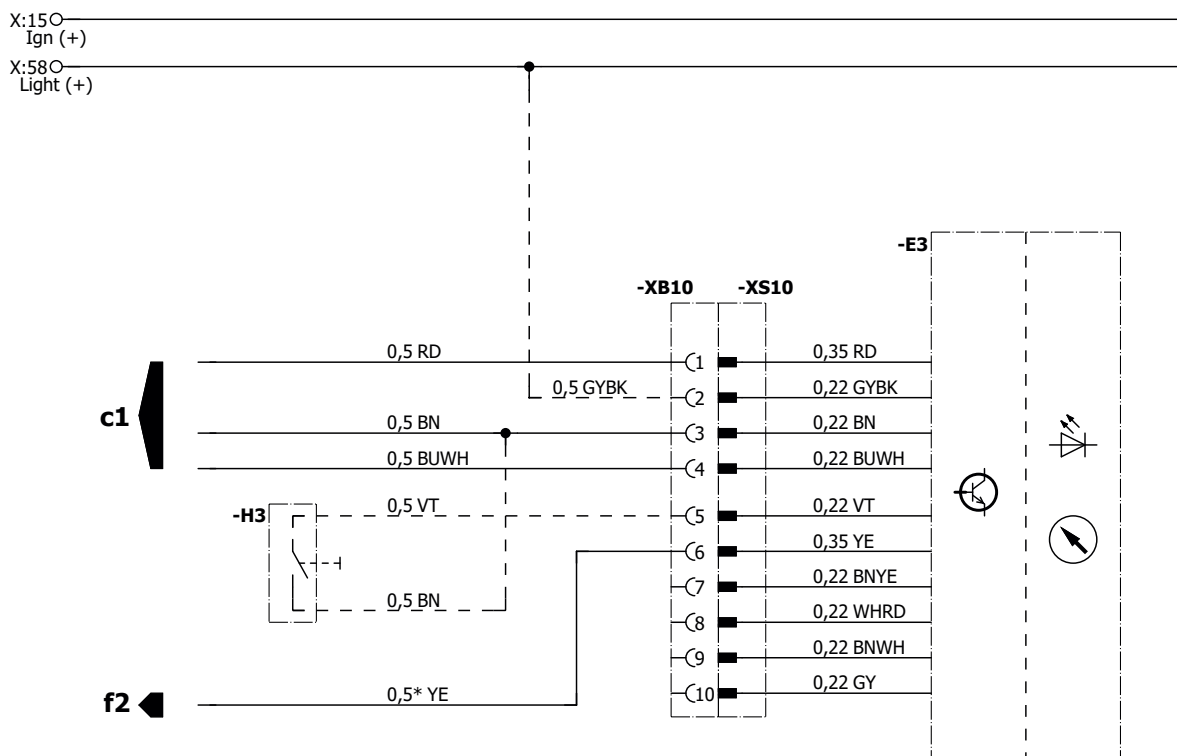 X:15
Ign (+)
X:58
Light (+)
-E3
-XB10 -XS10
0,5 RD 1 0,35 RD
0,5 GYBK 2 0,22 GYBK
c1
0,5 BN 3 0,22 BN
0,5 BUWH 4 0,22 BUWH
-H3
0,5 VT 5 0,22 VT
6 0,35 YE
7 0,22 BNYE
0,5 BN
8 0,22 WHRD
9 0,22 BNWH
f2
0,5* YE
10 0,22 GY